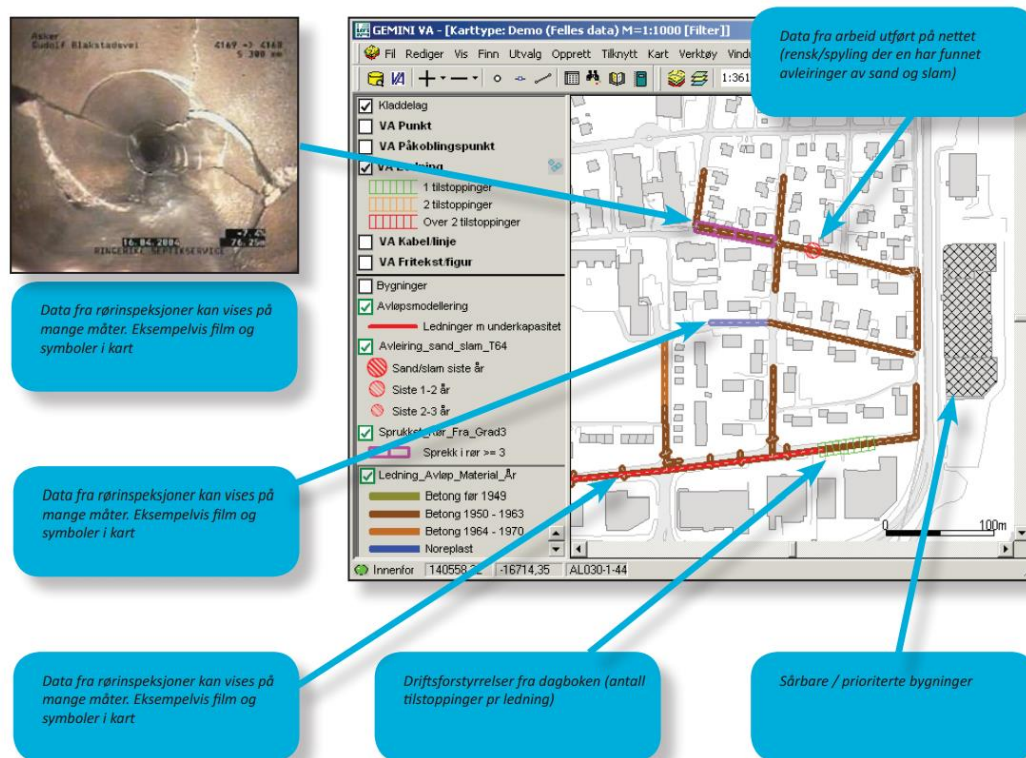 Asker
Rudolf Blakstadsvei
4169 -> 4168
S 300 mm
16.04.2004
-7.4%
76.25m
RINGERIKE SEPTIKSERVICE
Data fra rørinspeksjoner kan vises på
mange måter. Eksempelvis film og
symboler i kart
GEMINI VA - [Karttype: Demo (Felles data) M=1:1000 [Filter]]
Fil Rediger Vis Finn Utvalg Opprett Tilknytt Kart Verktøy
1:361
Data fra arbeid utført på nettet
(rensk/spyling der en har funnet
avleiringer av sand og slam)
Kladdelag
VA Punkt
VA Påkoblingspunkt
1 tilstoppinger
2 tilstoppinger
Over 2 tilstoppinger
VA Kabel/linje
VA Fritekst/figur
Bygninger
Avløpsmodellering
Ledninger m underkapasitet
Avleiring_sand_slam_T64
Sand/slam siste år
Siste 1-2 år
Siste 2-3 år
Sprekk i rør >= 3
Ledning_Avløp_Material_År
Betong før 1949
Betong 1950 - 1963
Betong 1964 - 1970
Noreplast
0 100m
Innenfor -16714,35 AL030-1-44
Data fra rørinspeksjoner kan vises på
mange måter. Eksempelvis film og
symboler i kart
Data fra rørinspeksjoner kan vises på
mange måter. Eksempelvis film og
symboler i kart
Driftsforstyrrelser fra dagboken (antall
tilstoppinger pr ledning)
Sårbare / prioriterte bygninger